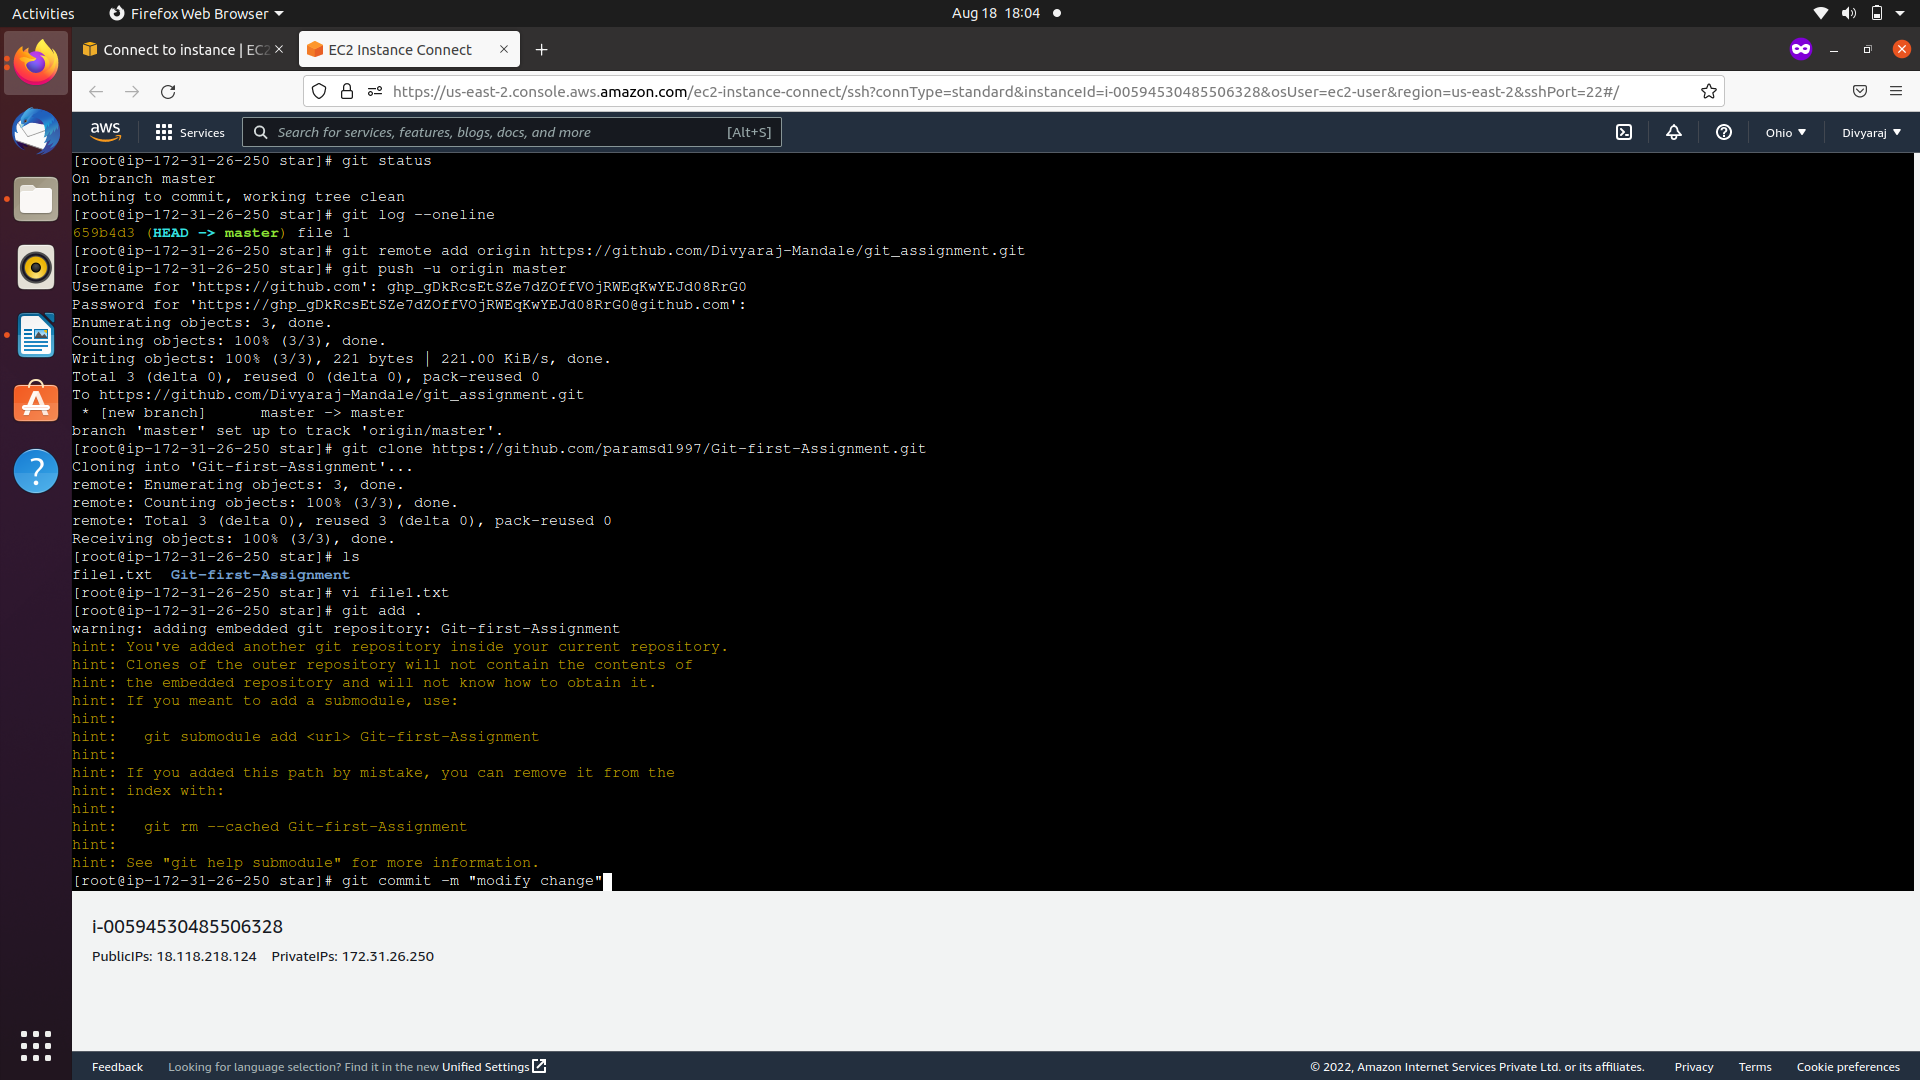 Activities
Firefox Web Browser
Aug 18 18:04
Connect to instance | EC2
EC2 Instance Connect
https://us-east-2.console.aws.amazon.com/ec2-instance-connect/ssh?connType=standard&instanceId=i-00594530485506328&osUser=ec2-user&region=us-east-2&sshPort=22#/
aws
Services
Search for services, features, blogs, docs, and more
[Alt+S]
Ohio
Divyaraj
[root@ip-172-31-26-250 star]# git status
On branch master
nothing to commit, working tree clean
[root@ip-172-31-26-250 star]# git log --oneline
659b4d3 (HEAD -> master) file 1
[root@ip-172-31-26-250 star]# git remote add origin https://github.com/Divyaraj-Mandale/git_assignment.git
[root@ip-172-31-26-250 star]# git push -u origin master
Username for 'https://github.com': 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
Password for 'https://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@github.com':
Enumerating objects: 3, done.
Counting objects: 100% (3/3), done.
Writing objects: 100% (3/3), 221 bytes | 221.00 KiB/s, done.
Total 3 (delta 0), reused 0 (delta 0), pack-reused 0
To https://github.com/Divyaraj-Mandale/git_assignment.git
 * [new branch]      master -> master
branch 'master' set up to track 'origin/master'.
[root@ip-172-31-26-250 star]# git clone https://github.com/paramsd1997/Git-first-Assignment.git
Cloning into 'Git-first-Assignment'...
remote: Enumerating objects: 3, done.
remote: Counting objects: 100% (3/3), done.
remote: Total 3 (delta 0), reused 3 (delta 0), pack-reused 0
Receiving objects: 100% (3/3), done.
[root@ip-172-31-26-250 star]# ls
file1.txt  Git-first-Assignment
[root@ip-172-31-26-250 star]# vi file1.txt
[root@ip-172-31-26-250 star]# git add .
warning: adding embedded git repository: Git-first-Assignment
hint: You've added another git repository inside your current repository.
hint: Clones of the outer repository will not contain the contents of
hint: the embedded repository and will not know how to obtain it.
hint: If you meant to add a submodule, use:
hint:
hint:   git submodule add <url> Git-first-Assignment
hint:
hint: If you added this path by mistake, you can remove it from the
hint: index with:
hint:
hint:   git rm --cached Git-first-Assignment
hint:
hint: See "git help submodule" for more information.
[root@ip-172-31-26-250 star]# git commit -m "modify change"
i-00594530485506328
PublicIPs: 18.118.218.124 PrivateIPs: 172.31.26.250
Feedback
Looking for language selection? Find it in the new Unified Settings
© 2022, Amazon Internet Services Private Ltd. or its affiliates.
Privacy
Terms
Cookie preferences